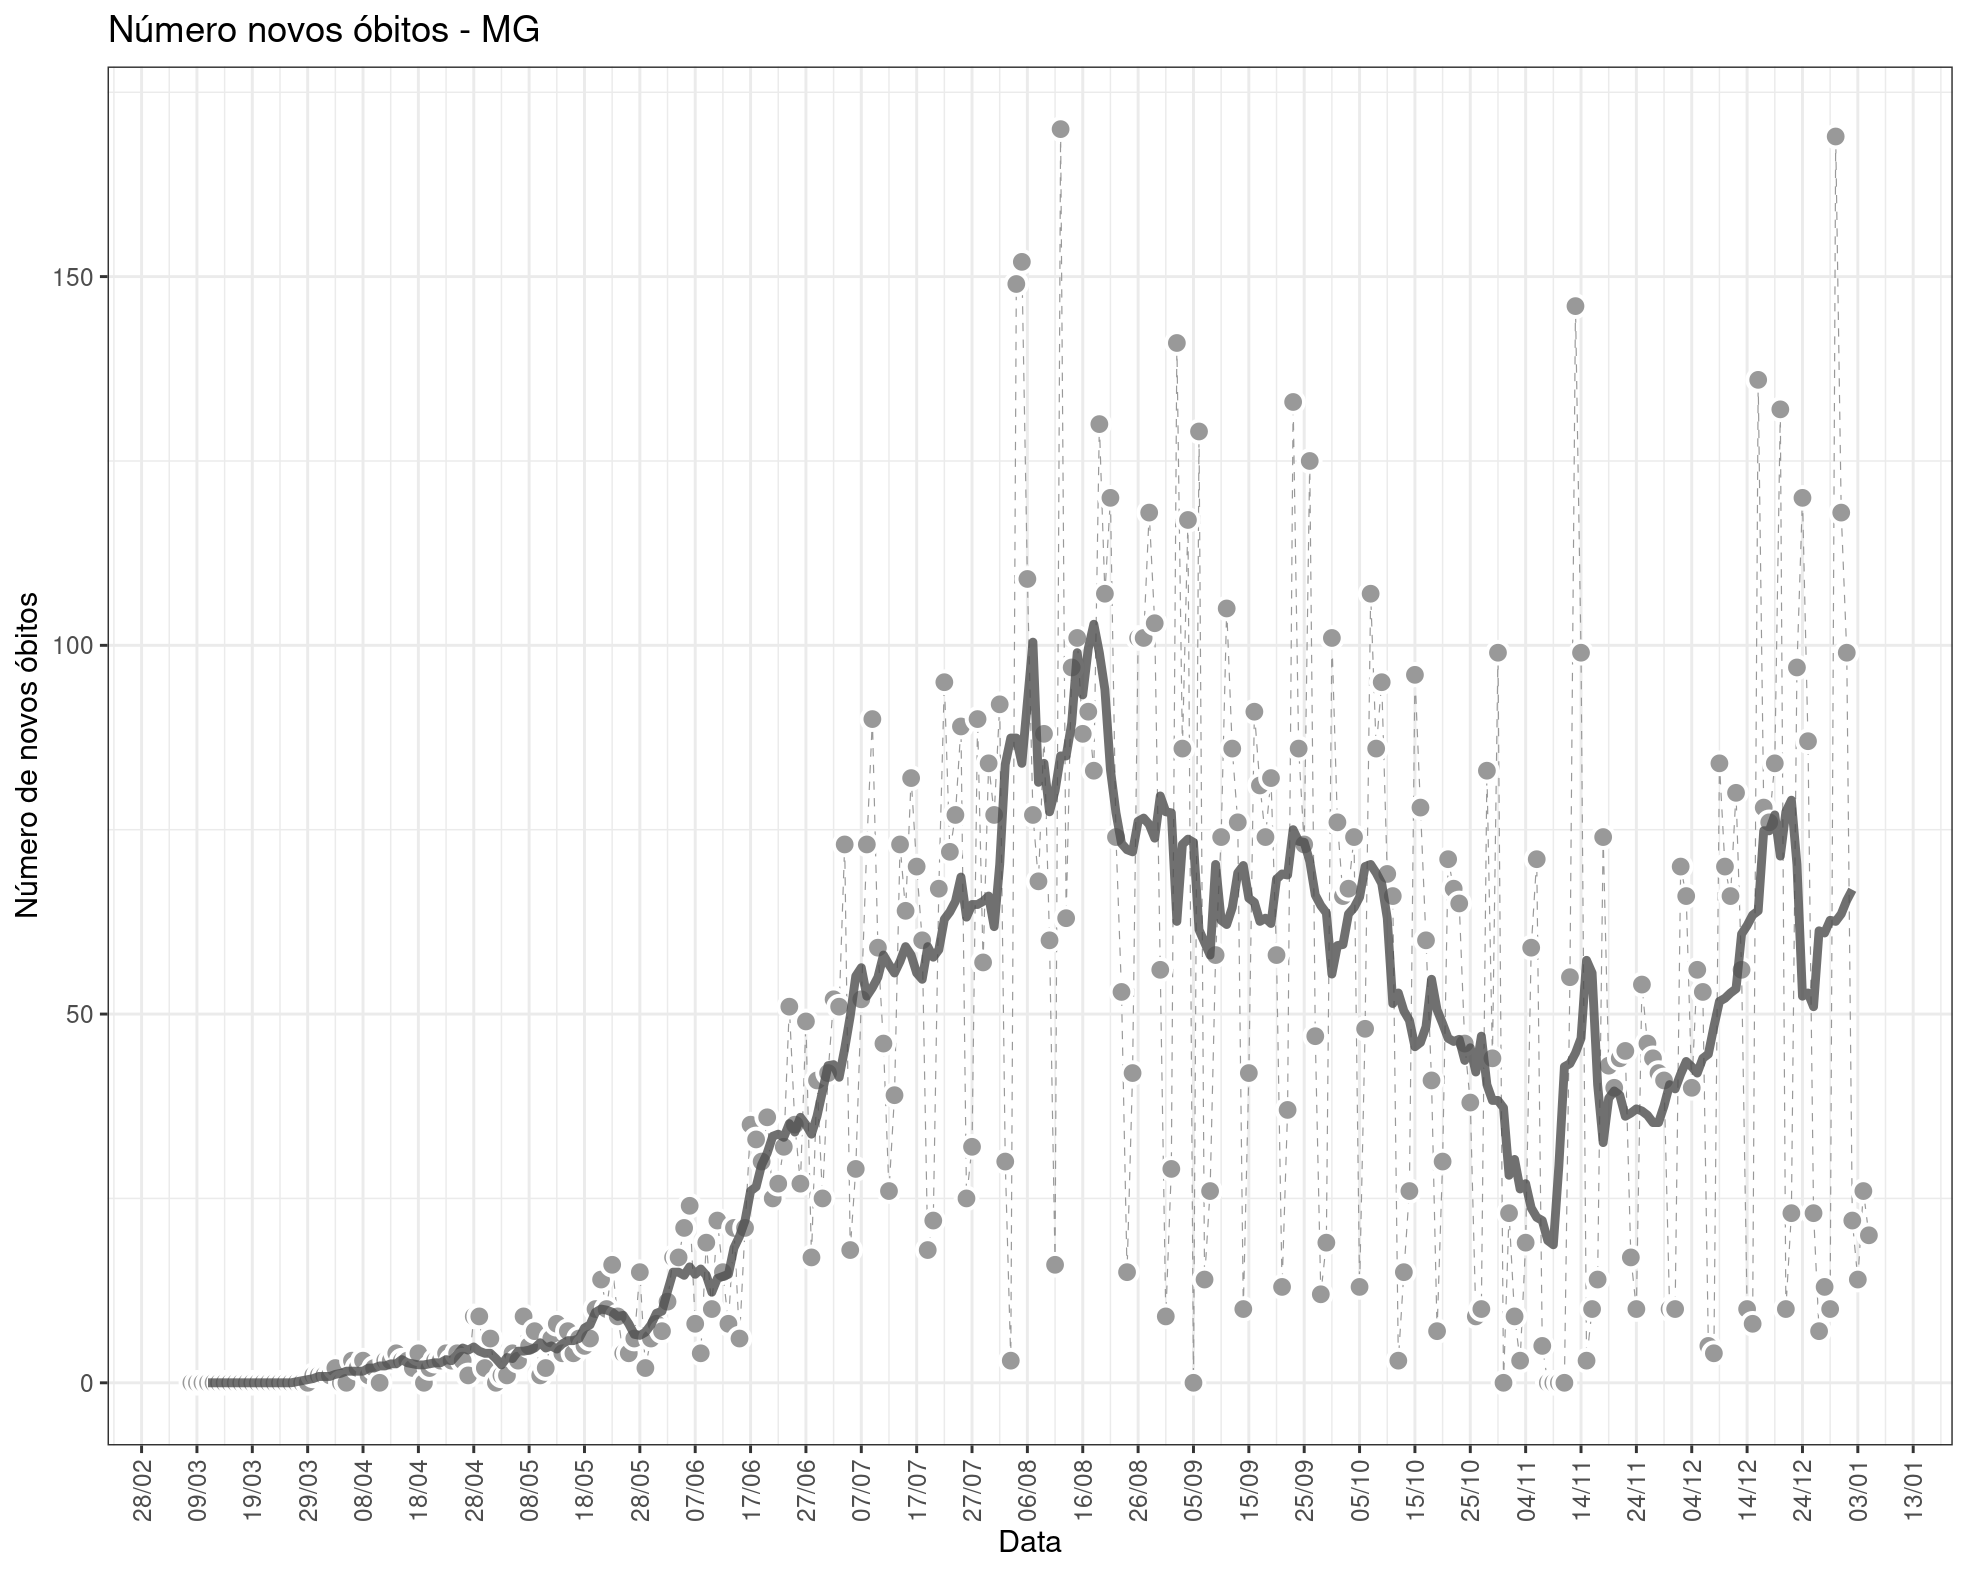 Número novos óbitos - MG
Número de novos óbitos
150
100
50
0
28/02 09/03 19/03 29/03 08/04 18/04 28/04 08/05 18/05 28/05 07/06 17/06 27/06 07/07 17/07 27/07 06/08 16/08 26/08 05/09 15/09 25/09 05/10 15/10 25/10 04/11 14/11 24/11 04/12 14/12 24/12 03/01 13/01
Data